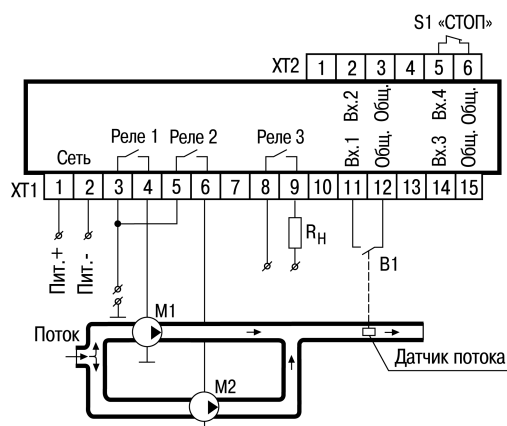 S1 «СТОП»
XT2 1 2 3 4 5 6
Вх.2 Общ. Вх.4 Общ.
Реле 1 Реле 2 Реле 3
Вх.1 Общ. Вх.3 Общ.
Сеть
XT1 1 2 3 4 5 6 7 8 9 10 11 12 13 14 15
Пит.+ Пит.-
RН
B1
M1
Поток
Датчик потока
M2